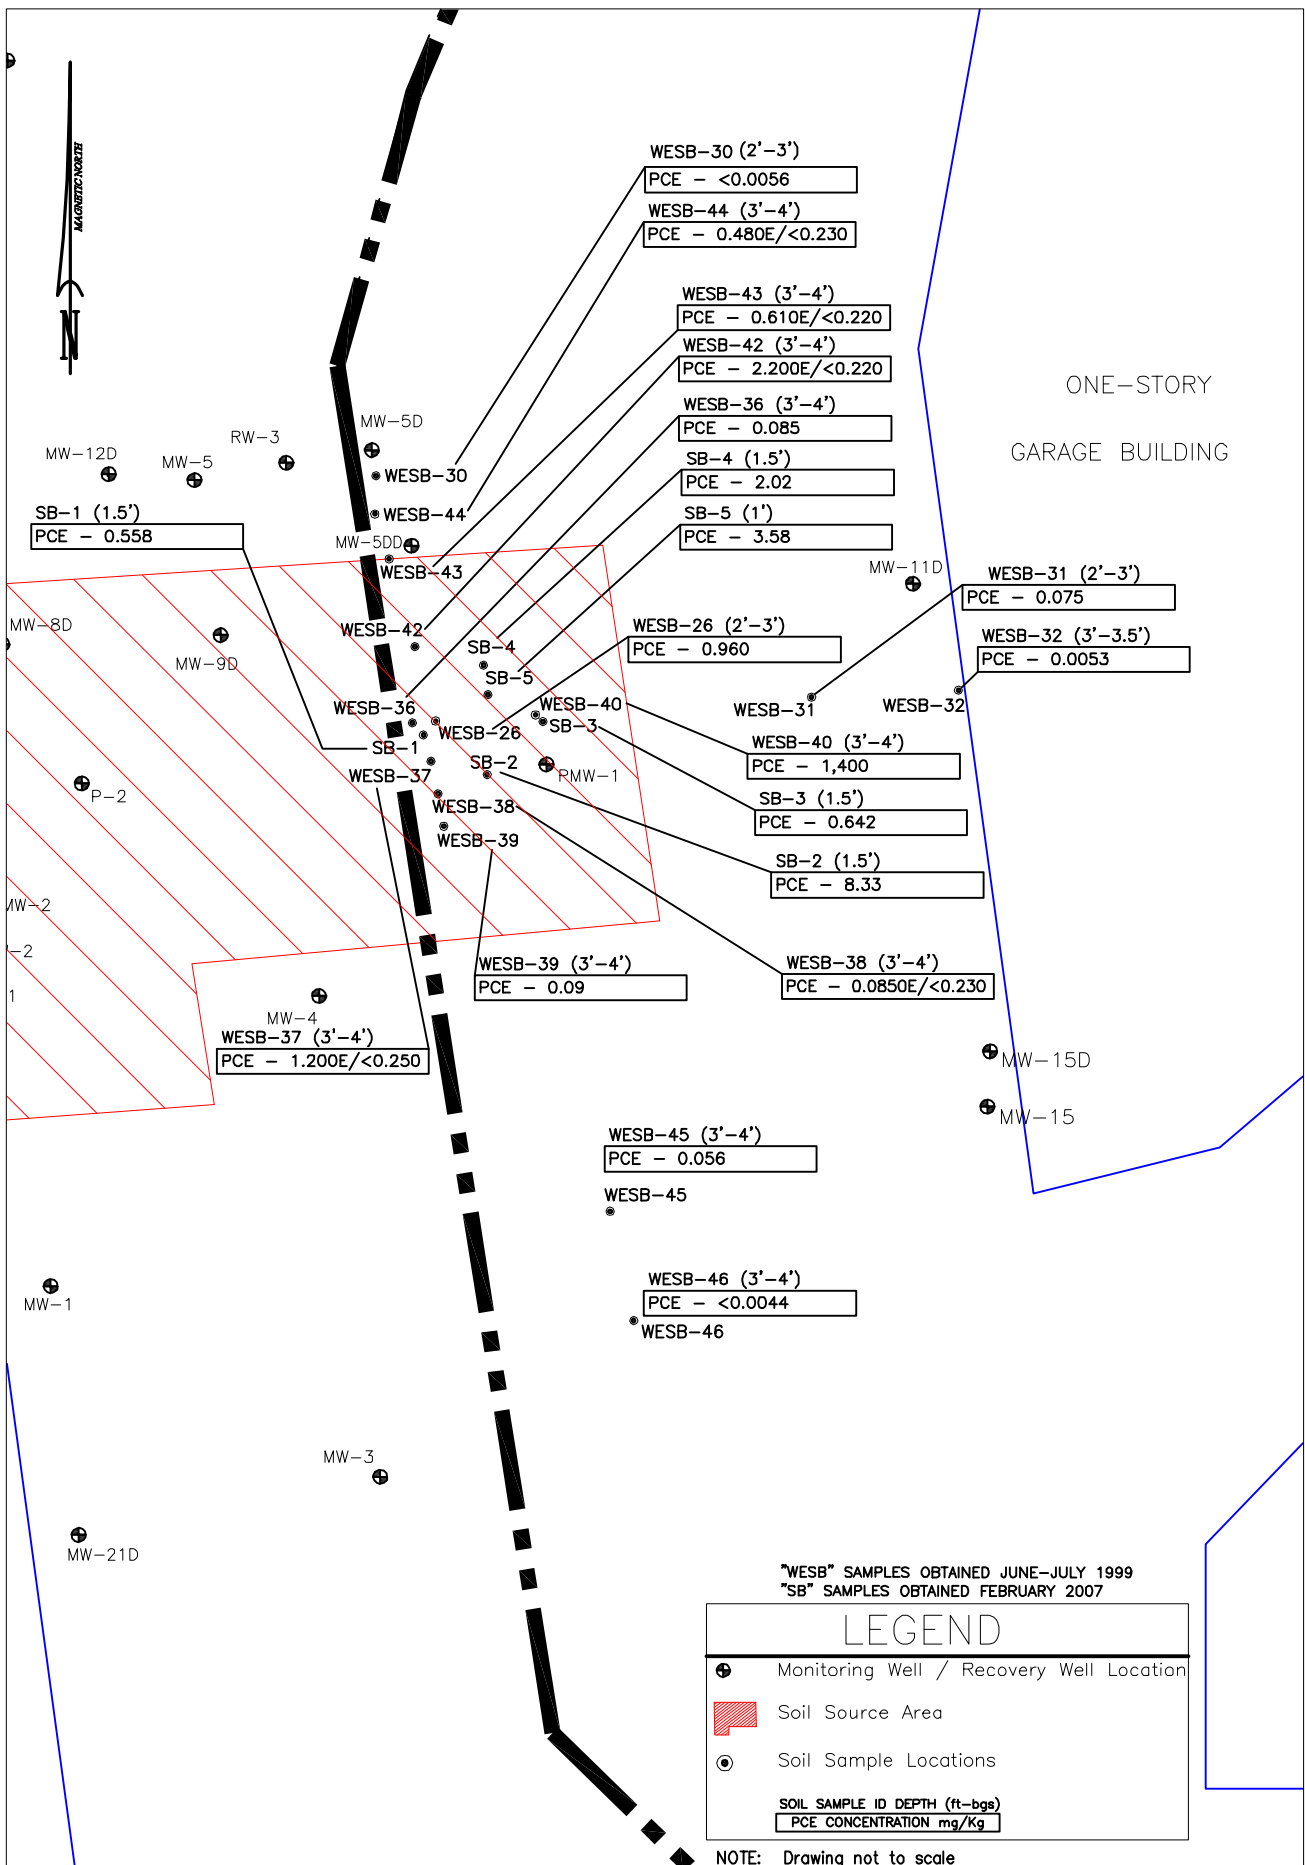 MAGNETIC NORTH
N
WESB-30 (2'-3')
PCE - <0.0056
WESB-44 (3'-4')
PCE - 0.480E/<0.230
WESB-43 (3'-4')
PCE - 0.610E/<0.220
WESB-42 (3'-4')
PCE - 2.200E/<0.220
WESB-36 (3'-4')
PCE - 0.085
SB-4 (1.5')
PCE - 2.02
SB-5 (1')
PCE - 3.58
ONE-STORY
GARAGE BUILDING
MW-12D
MW-5
RW-3
MW-5D
WESB-30
WESB-44
SB-1 (1.5')
PCE - 0.558
MW-5DD
WESB-43
MW-11D
WESB-31 (2'-3')
PCE - 0.075
MW-8D
MW-9D
WESB-42
SB-4
SB-5
WESB-26 (2'-3')
PCE - 0.960
WESB-32 (3'-3.5')
PCE - 0.0053
WESB-36
WESB-26
WESB-40
SB-3
WESB-31
WESB-32
SB-1
SB-2
WESB-37
PMW-1
WESB-40 (3'-4')
PCE - 1,400
P-2
WESB-38
WESB-39
SB-3 (1.5')
PCE - 0.642
SB-2 (1.5')
PCE - 8.33
MW-2
-2
1
WESB-39 (3'-4')
PCE - 0.09
WESB-38 (3'-4')
PCE - 0.0850E/<0.230
MW-4
WESB-37 (3'-4')
PCE - 1.200E/<0.250
MW-15D
MW-15
WESB-45 (3'-4')
PCE - 0.056
WESB-45
WESB-46 (3'-4')
PCE - <0.0044
WESB-46
MW-1
MW-3
MW-21D
"WESB" SAMPLES OBTAINED JUNE-JULY 1999
"SB" SAMPLES OBTAINED FEBRUARY 2007
LEGEND
Monitoring Well / Recovery Well Location
Soil Source Area
Soil Sample Locations
SOIL SAMPLE ID DEPTH (ft-bgs)
PCE CONCENTRATION mg/Kg
NOTE: Drawing not to scale